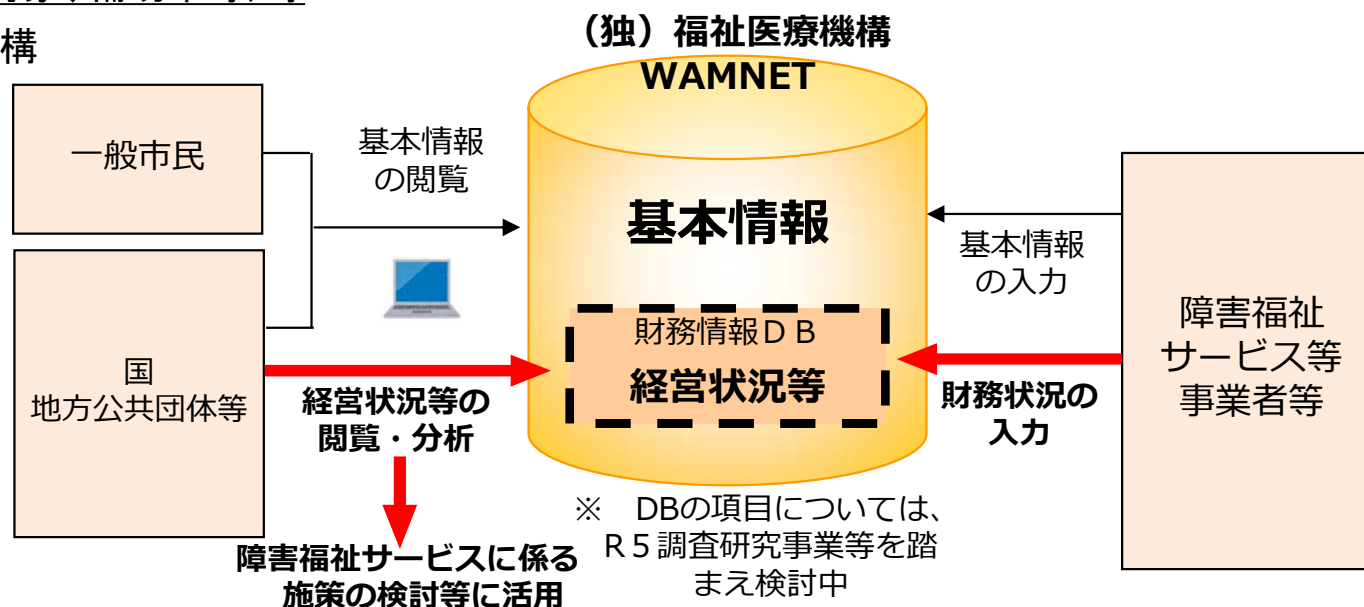 構
(独)福祉医療機構
WAMNET
一般市民
基本情報
の閲覧
国
地方公共団体等
経営状況等の
閲覧・分析
障害福祉サービスに係る
施策の検討等に活用
基本情報
財務情報DB
経営状況等
※ DBの項目については、
R5調査研究事業等を踏
まえ検討中
基本情報
の入力
財務状況の
入力
障害福祉
サービス等
事業者等